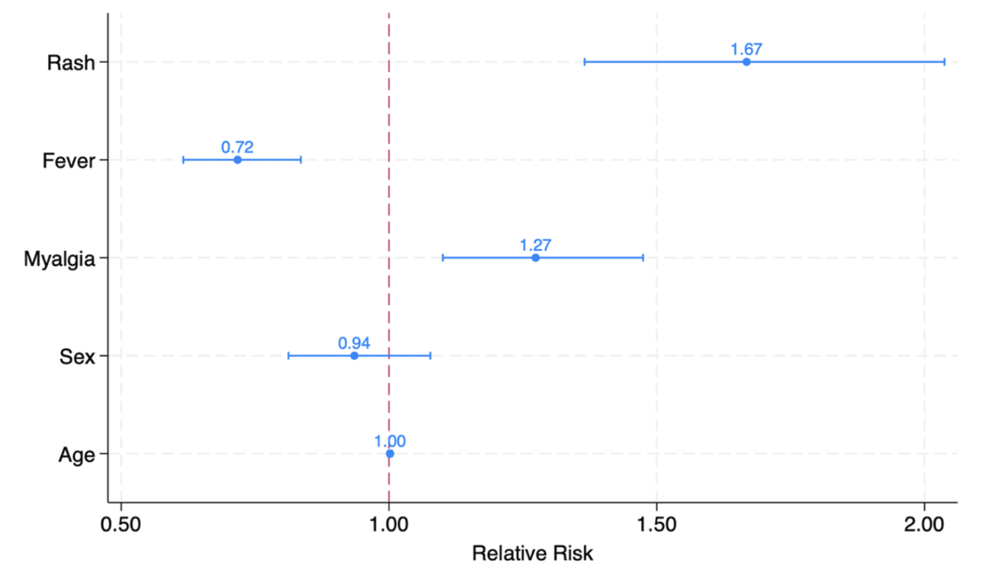 1.67
Rash
0.72
Fever
1.27
Myalgia
0.94
Sex
1.00
Age
0.50 1.00 1.50 2.00
Relative Risk